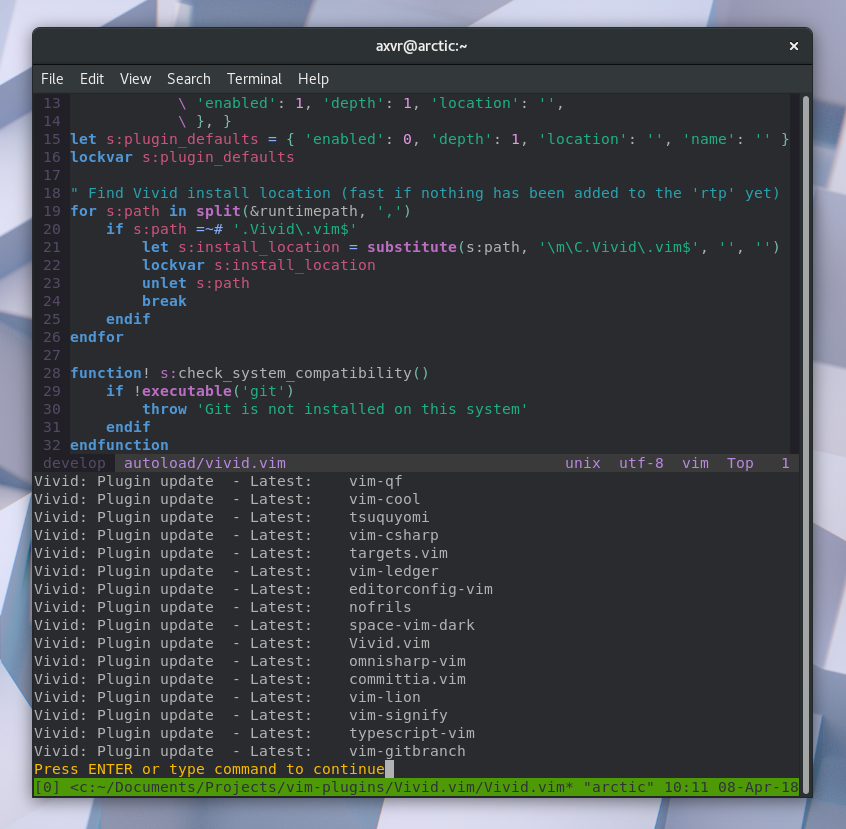 axvr@arctic:~ ×
File Edit View Search Terminal Help
13             \ 'enabled': 1, 'depth': 1, 'location': '',
14             \ }, }
15 let s:plugin_defaults = { 'enabled': 0, 'depth': 1, 'location': '', 'name': '' }
16 lockvar s:plugin_defaults
17
18 " Find Vivid install location (fast if nothing has been added to the 'rtp' yet)
19 for s:path in split(&runtimepath, ',')
20     if s:path =~# '.Vivid\.vim$'
21         let s:install_location = substitute(s:path, '\m\C.Vivid\.vim$', '', '')
22         lockvar s:install_location
23         unlet s:path
24         break
25     endif
26 endfor
27
28 function! s:check_system_compatibility()
29     if !executable('git')
30         throw 'Git is not installed on this system'
31     endif
32 endfunction
develop  autoload/vivid.vim  unix  utf-8  vim  Top  1
Vivid: Plugin update  - Latest:    vim-qf
Vivid: Plugin update  - Latest:    vim-cool
Vivid: Plugin update  - Latest:    tsuquyomi
Vivid: Plugin update  - Latest:    vim-csharp
Vivid: Plugin update  - Latest:    targets.vim
Vivid: Plugin update  - Latest:    vim-ledger
Vivid: Plugin update  - Latest:    editorconfig-vim
Vivid: Plugin update  - Latest:    nofrils
Vivid: Plugin update  - Latest:    space-vim-dark
Vivid: Plugin update  - Latest:    Vivid.vim
Vivid: Plugin update  - Latest:    omnisharp-vim
Vivid: Plugin update  - Latest:    committia.vim
Vivid: Plugin update  - Latest:    vim-lion
Vivid: Plugin update  - Latest:    vim-signify
Vivid: Plugin update  - Latest:    typescript-vim
Vivid: Plugin update  - Latest:    vim-gitbranch
Press ENTER or type command to continue
[0] <c:~/Documents/Projects/vim-plugins/Vivid.vim/Vivid.vim* "arctic" 10:11 08-Apr-18